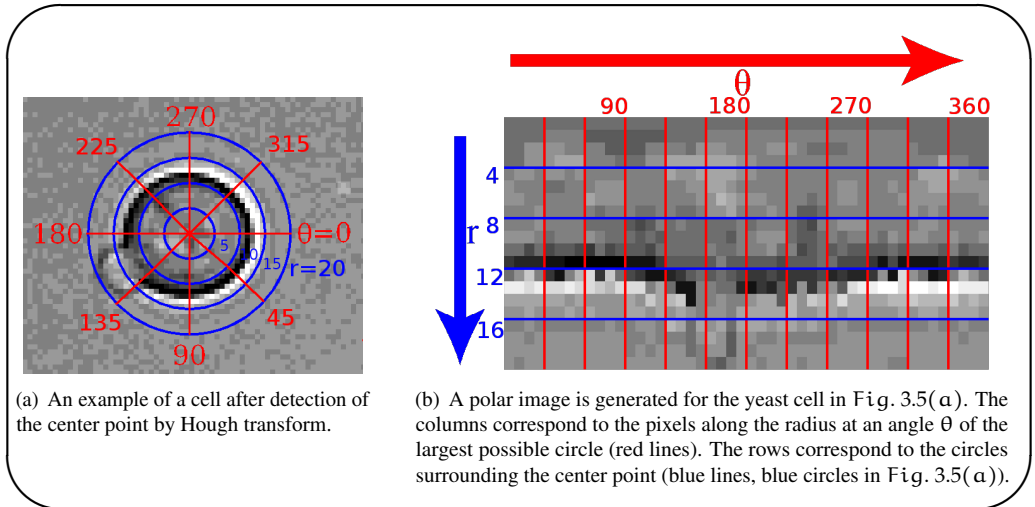 270
225
315
180
θ=0
5
10
15
r=20
135
45
90
(a) An example of a cell after detection of
the center point by Hough transform.
θ
90
180
270
360
r
4
8
12
16
(b) A polar image is generated for the yeast cell in Fig. 3.5(a). The
columns correspond to the pixels along the radius at an angle θ of the
largest possible circle (red lines). The rows correspond to the circles
surrounding the center point (blue lines, blue circles in Fig. 3.5(a)).